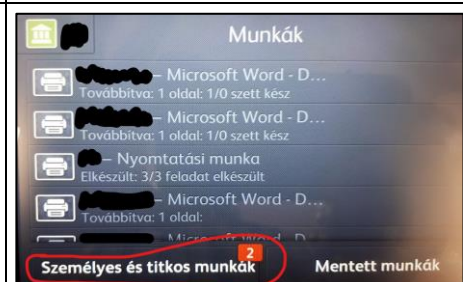 Munkák
– Microsoft Word - D...
Továbbítva: 1 oldal: 1/0 szett kész
– Microsoft Word - D...
Továbbítva: 1 oldal: 1/0 szett kész
– Nyomtatási munka
Elkészült: 3/3 feladat elkészült
– Microsoft Word - D...
Továbbítva: 1 oldal:
Microsoft Word - D
2
Személyes és titkos munkák
Mentett munkák